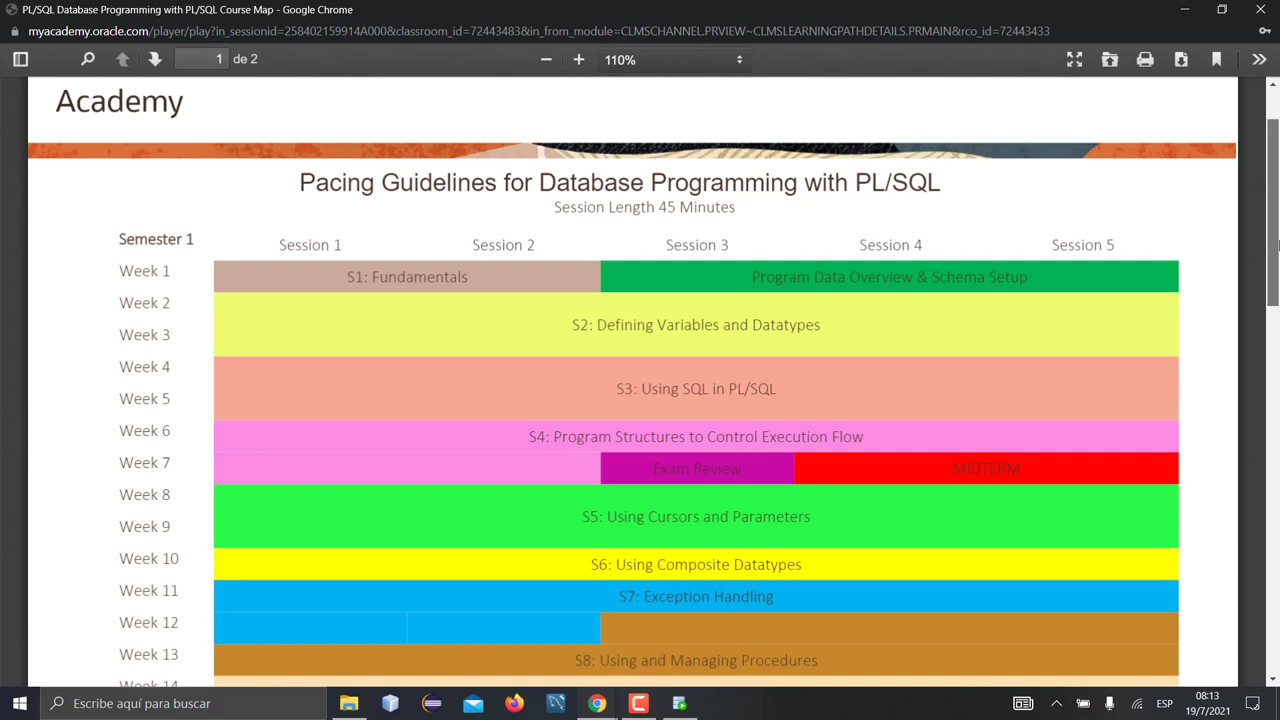 PL/SQL Database Programming with PL/SQL Course Map - Google Chrome
myacademy.oracle.com/player/play?in_sessionid=258402159914A000&classroom_id=72443483&in_from_module=CLMSCHANNEL.PRVIEW~CLMSLEARNINGPATHDETAILS.PRMAIN&rco_id=72443433
1 de 2
110%
Academy
Pacing Guidelines for Database Programming with PL/SQL
Session Length 45 Minutes
Semester 1 Session 1 Session 2 Session 3 Session 4 Session 5
Week 1 S1: Fundamentals Program Data Overview & Schema Setup
Week 2
S2: Defining Variables and Datatypes
Week 3
Week 4
S3: Using SQL in PL/SQL
Week 5
Week 6 S4: Program Structures to Control Execution Flow
Week 7 Exam Review MIDTERM
Week 8
S5: Using Cursors and Parameters
Week 9
Week 10 S6: Using Composite Datatypes
Week 11 S7: Exception Handling
Week 12
Week 13 S8: Using and Managing Procedures
Week 14
Escribe aquí para buscar
ESP
08:13
19/7/2021